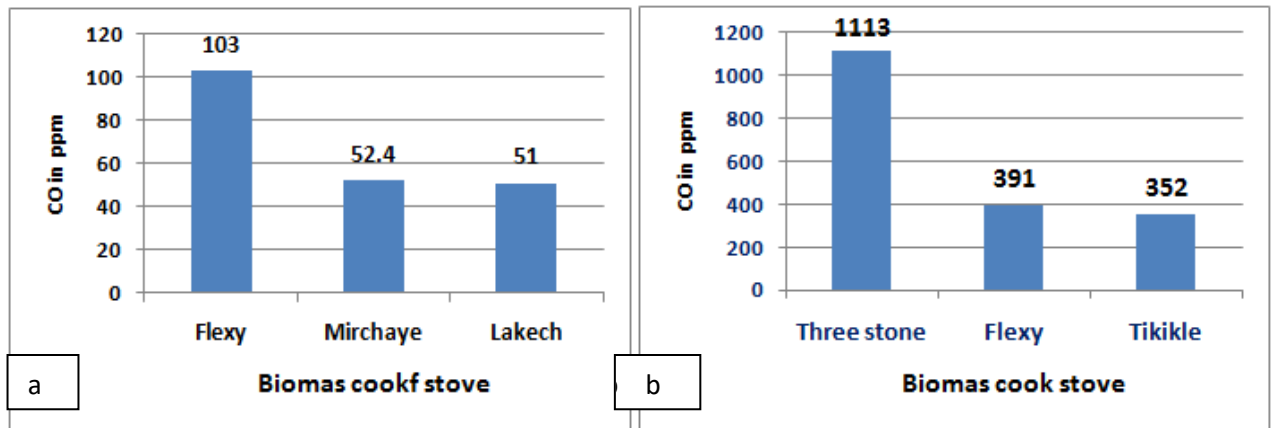 120
100
80
60
40
20
0
CO in ppm
103
52.4
51
Flexy Mirchaye Lakech
Biomas cookf stove
a
1200
1000
800
600
400
200
0
CO in ppm
1113
391
352
Three stone Flexy Tikikle
Biomas cook stove
b